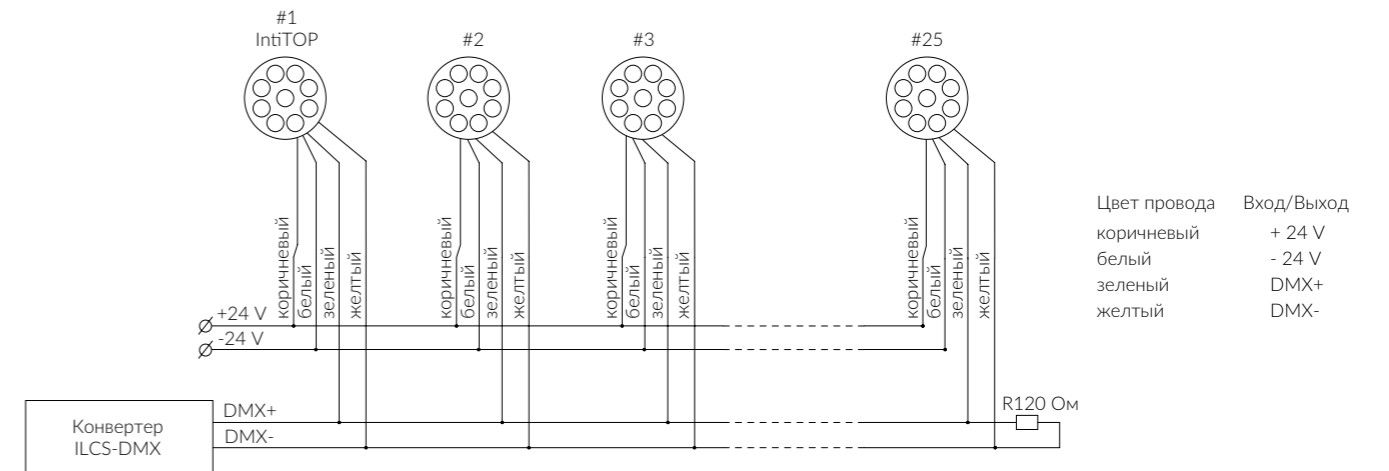 #1
IntiTOP
#2
#3
#25
коричневый
белый
зеленый
желтый
коричневый
белый
зеленый
желтый
коричневый
белый
зеленый
желтый
коричневый
белый
зеленый
желтый
+24 V
-24 V
Конвертер
ILCS-DMX
DMX+
DMX-
R120 Ом
Цвет провода Вход/Выход
коричневый + 24 V
белый - 24 V
зеленый DMX+
желтый DMX-